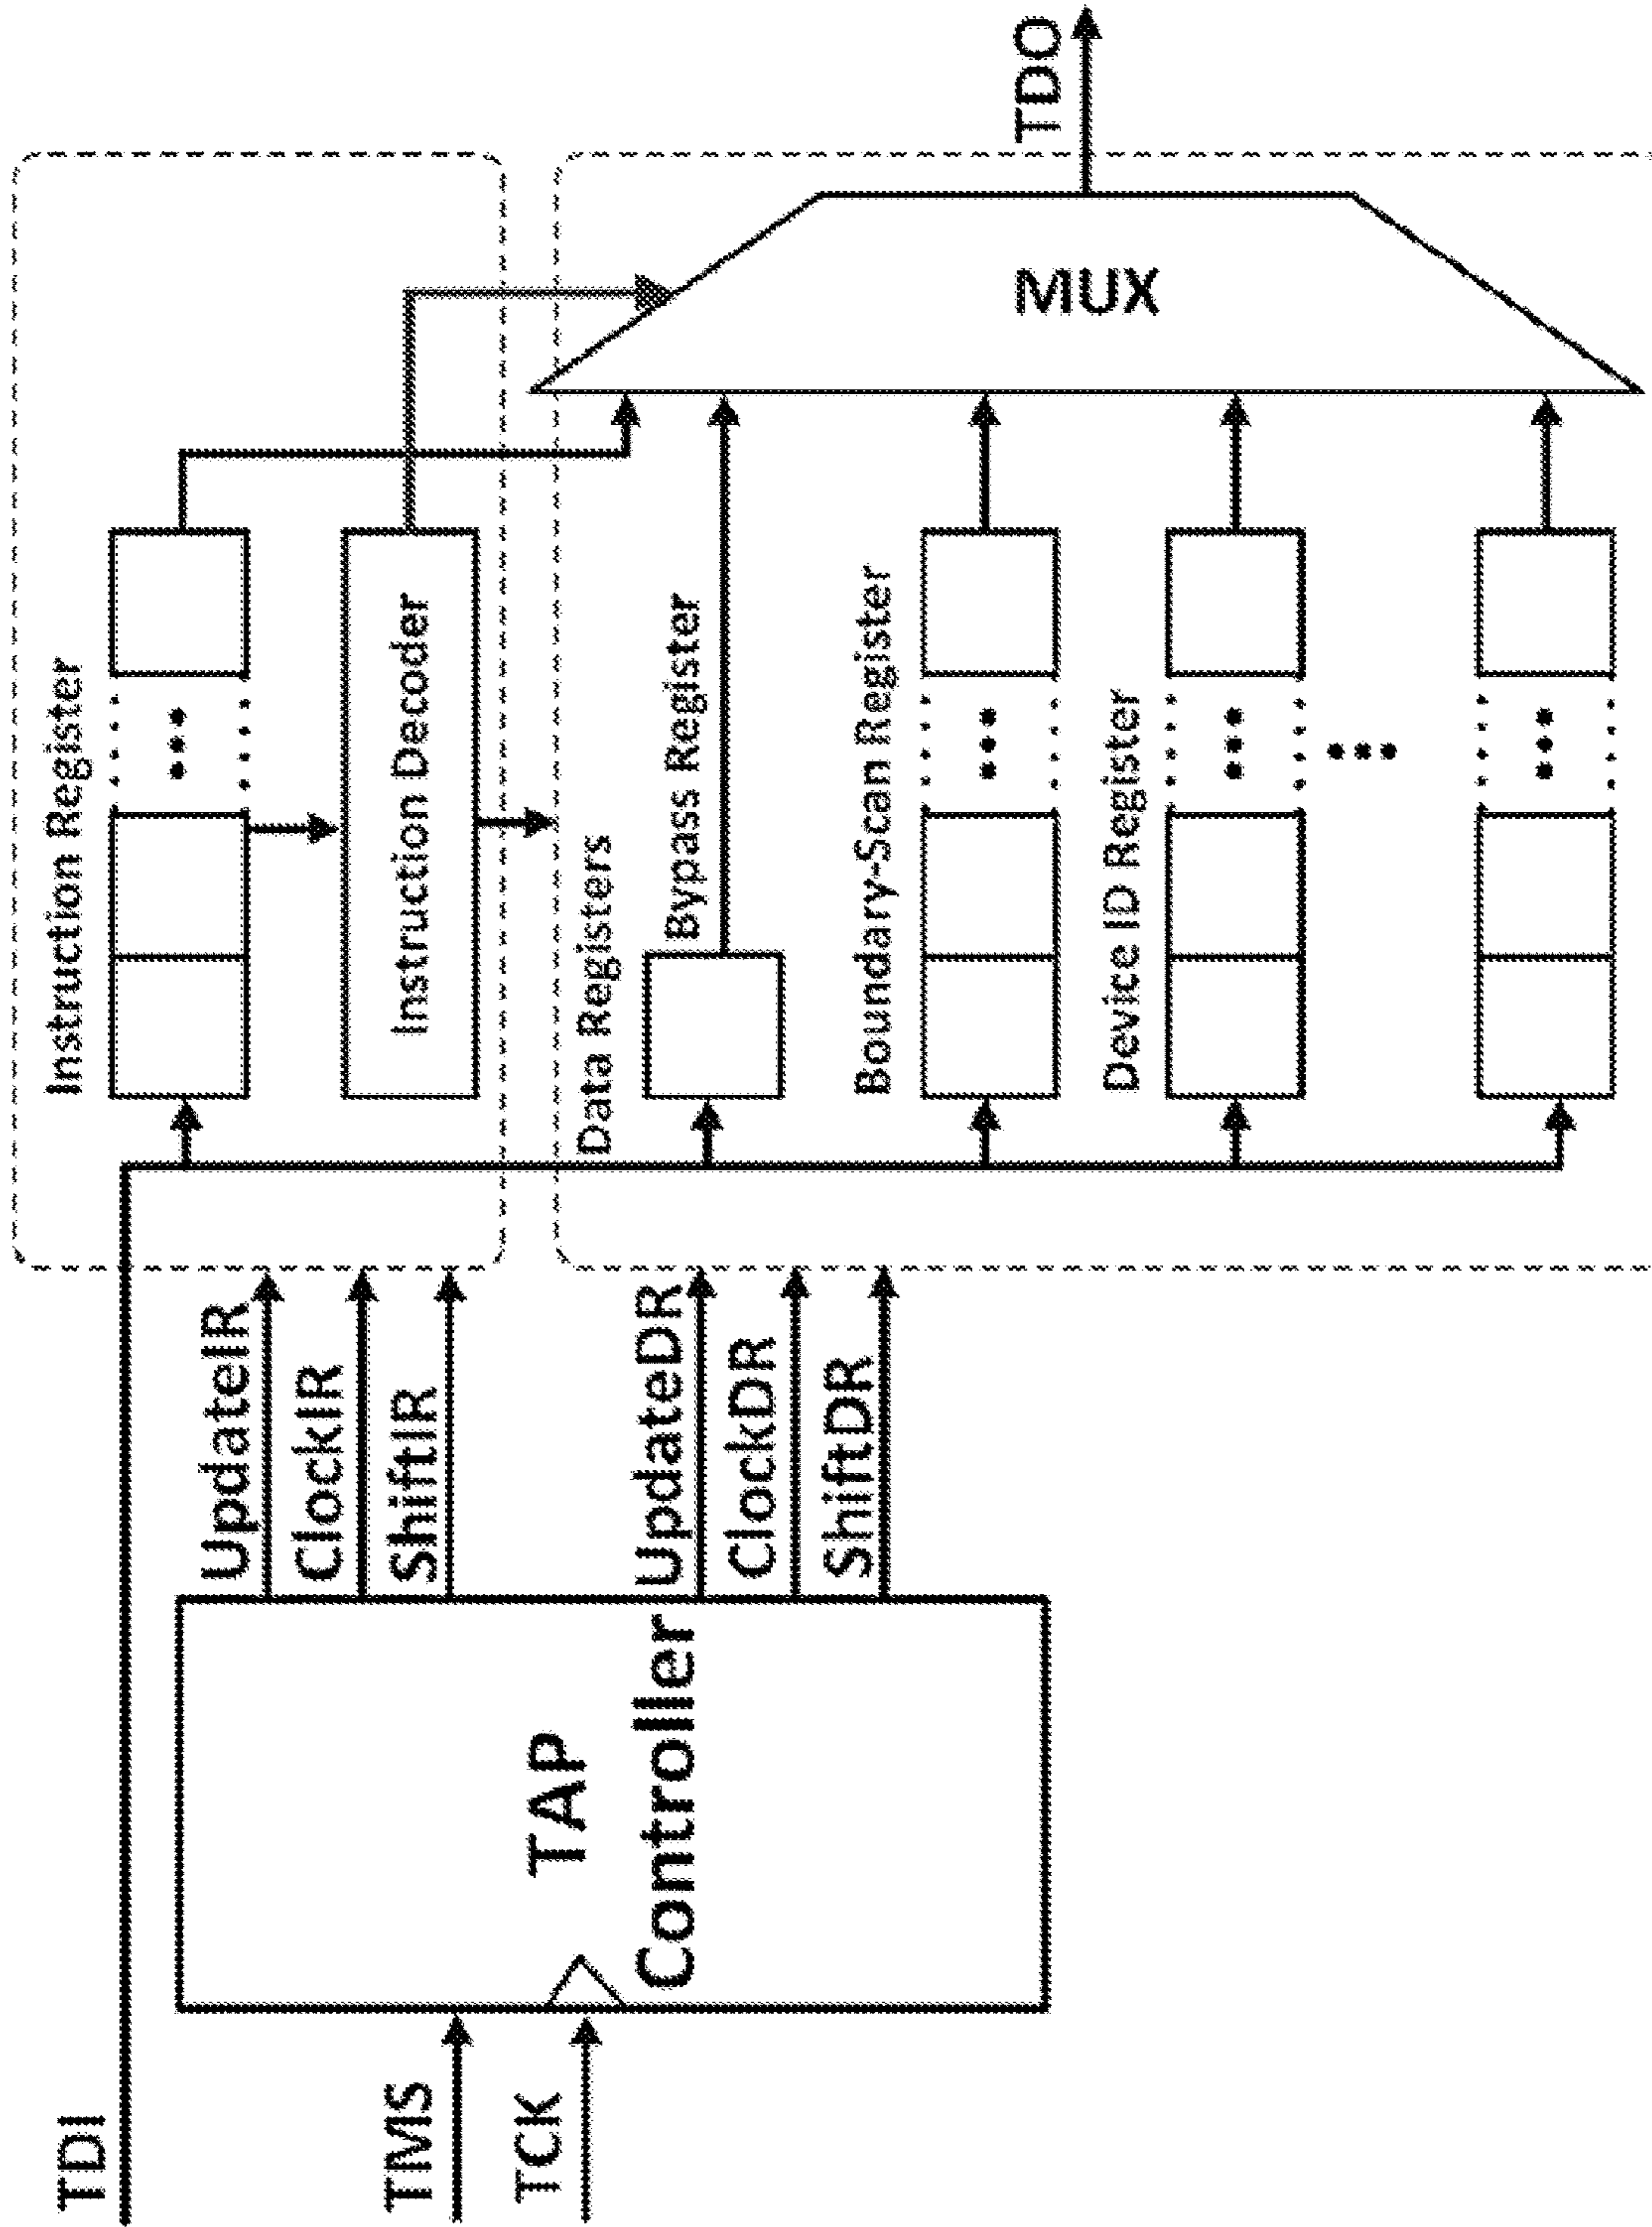 TDI
TMS
TCK
TAP
Controller
UpdateIR
ClockIR
ShiftIR
UpdateDR
ClockDR
ShiftDR
Instruction Register
Instruction Decoder
Data Registers
Bypass Register
Boundary-Scan Register
Device ID Register
MUX
TDO